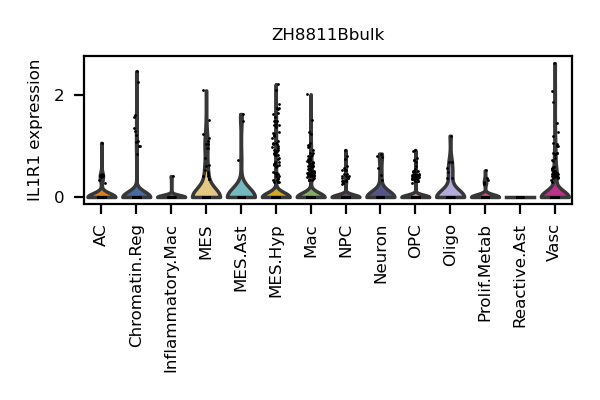 ZH8811Bbulk
IL1R1 expression
2
0
AC
Chromatin.Reg
Inflammatory.Mac
MES
MES.Ast
MES.Hyp
Mac
NPC
Neuron
OPC
Oligo
Prolif.Metab
Reactive.Ast
Vasc